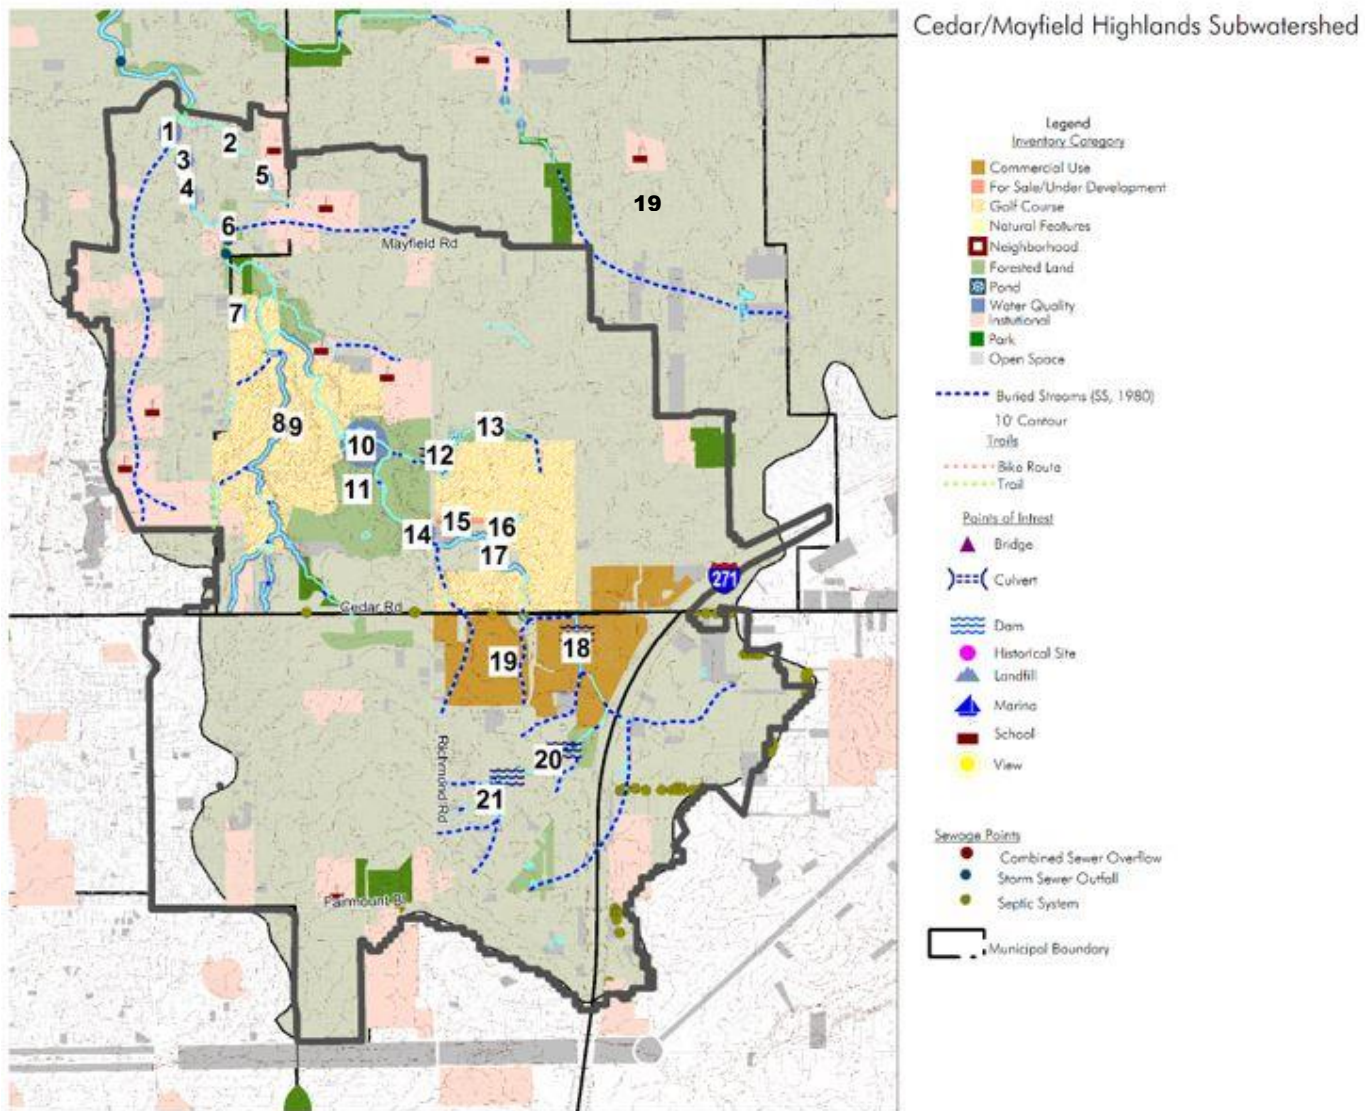 Cedar/Mayfield Highlands Subwatershed
Legend
Inventory Category
Commercial Use
For Sale/Under Development
Golf Course
Natural Features
Neighborhood
Forested Land
Pond
Water Quality
Instutional
Park
Open Space
Buried Streams (SS, 1980)
10' Contour
Trails
Bike Route
Trail
Points of Intrest
Bridge
Culvert
Dam
Historical Site
Landfill
Marina
School
View
Sewage Points
Combined Sewer Overflow
Storm Sewer Outfall
Septic System
Municipal Boundary
1
2
3
4
5
19
6
Mayfield Rd
7
8
9
10
11
12
13
14
15
16
17
271
Cedar Rd
18
19
Richmond Rd
20
21
Fairmount Bl